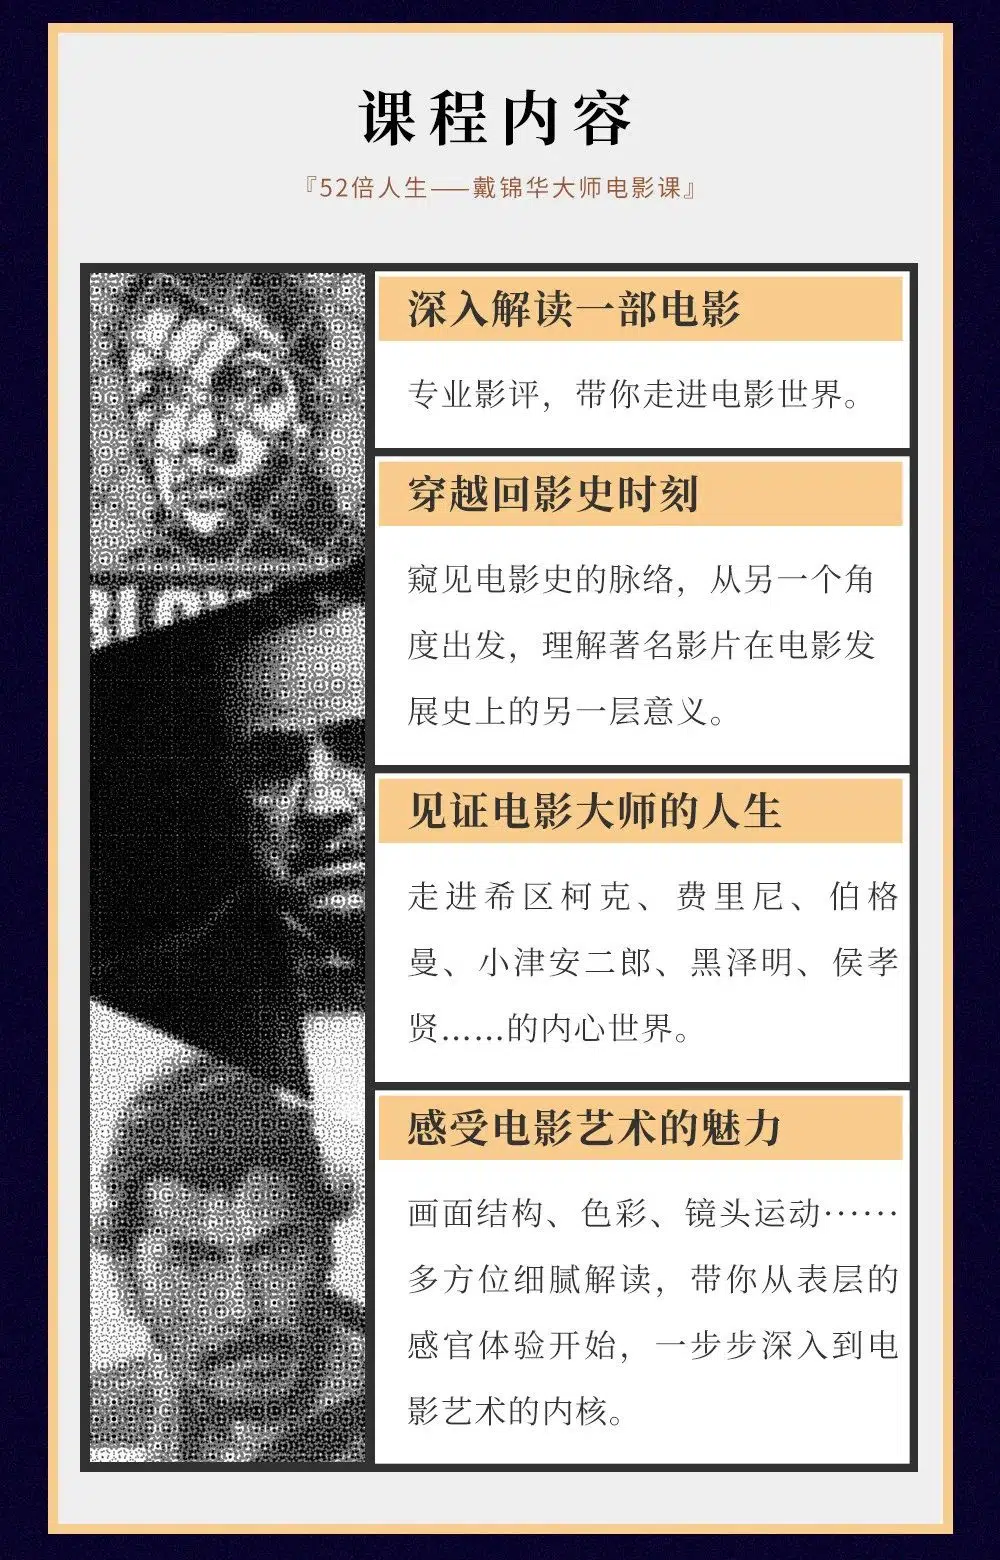 课程内容
『52倍人生——戴锦华大师电影课』
深入解读一部电影
专业影评，带你走进电影世界。
穿越回影史时刻
窥见电影史的脉络，从另一个角
度出发，理解著名影片在电影发
展史上的另一层意义。
见证电影大师的人生
走进希区柯克、费里尼、伯格
曼、小津安二郎、黑泽明、侯孝
贤……的内心世界。
感受电影艺术的魅力
画面结构、色彩、镜头运动……
多方位细腻解读，带你从表层的
感官体验开始，一步步深入到电
影艺术的内核。